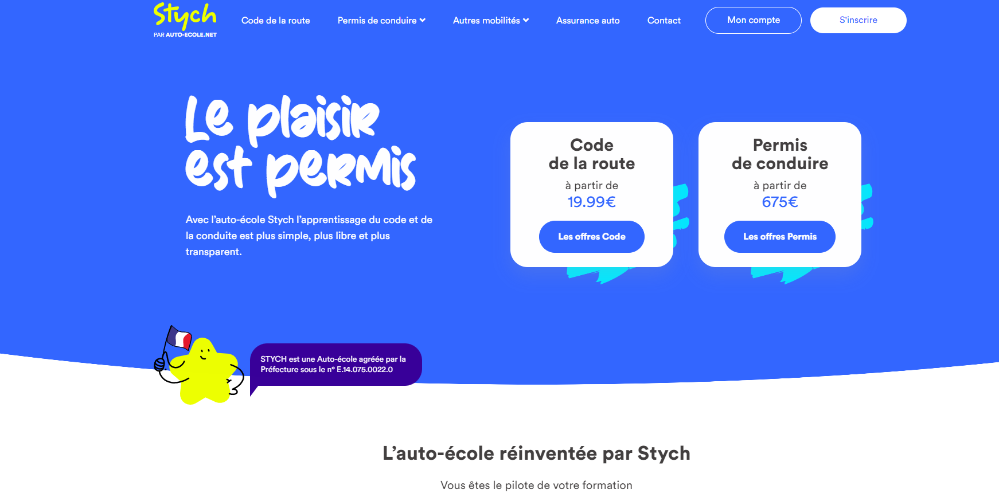 Stych
PAR AUTO-ECOLE.NET
Code de la route
Permis de conduire
Autres mobilités
Assurance auto
Contact
Mon compte
S'inscrire
Le plaisir
est permis
Avec l'auto-école Stych l'apprentissage du code et de
la conduite est plus simple, plus libre et plus
transparent.
Code
de la route
à partir de
19.99€
Les offres Code
Permis
de conduire
à partir de
675€
Les offres Permis
STYCH est une Auto-école agréée par la
Préfecture sous le n° E.14.075.0022.0
L'auto-école réinventée par Stych
Vous êtes le pilote de votre formation